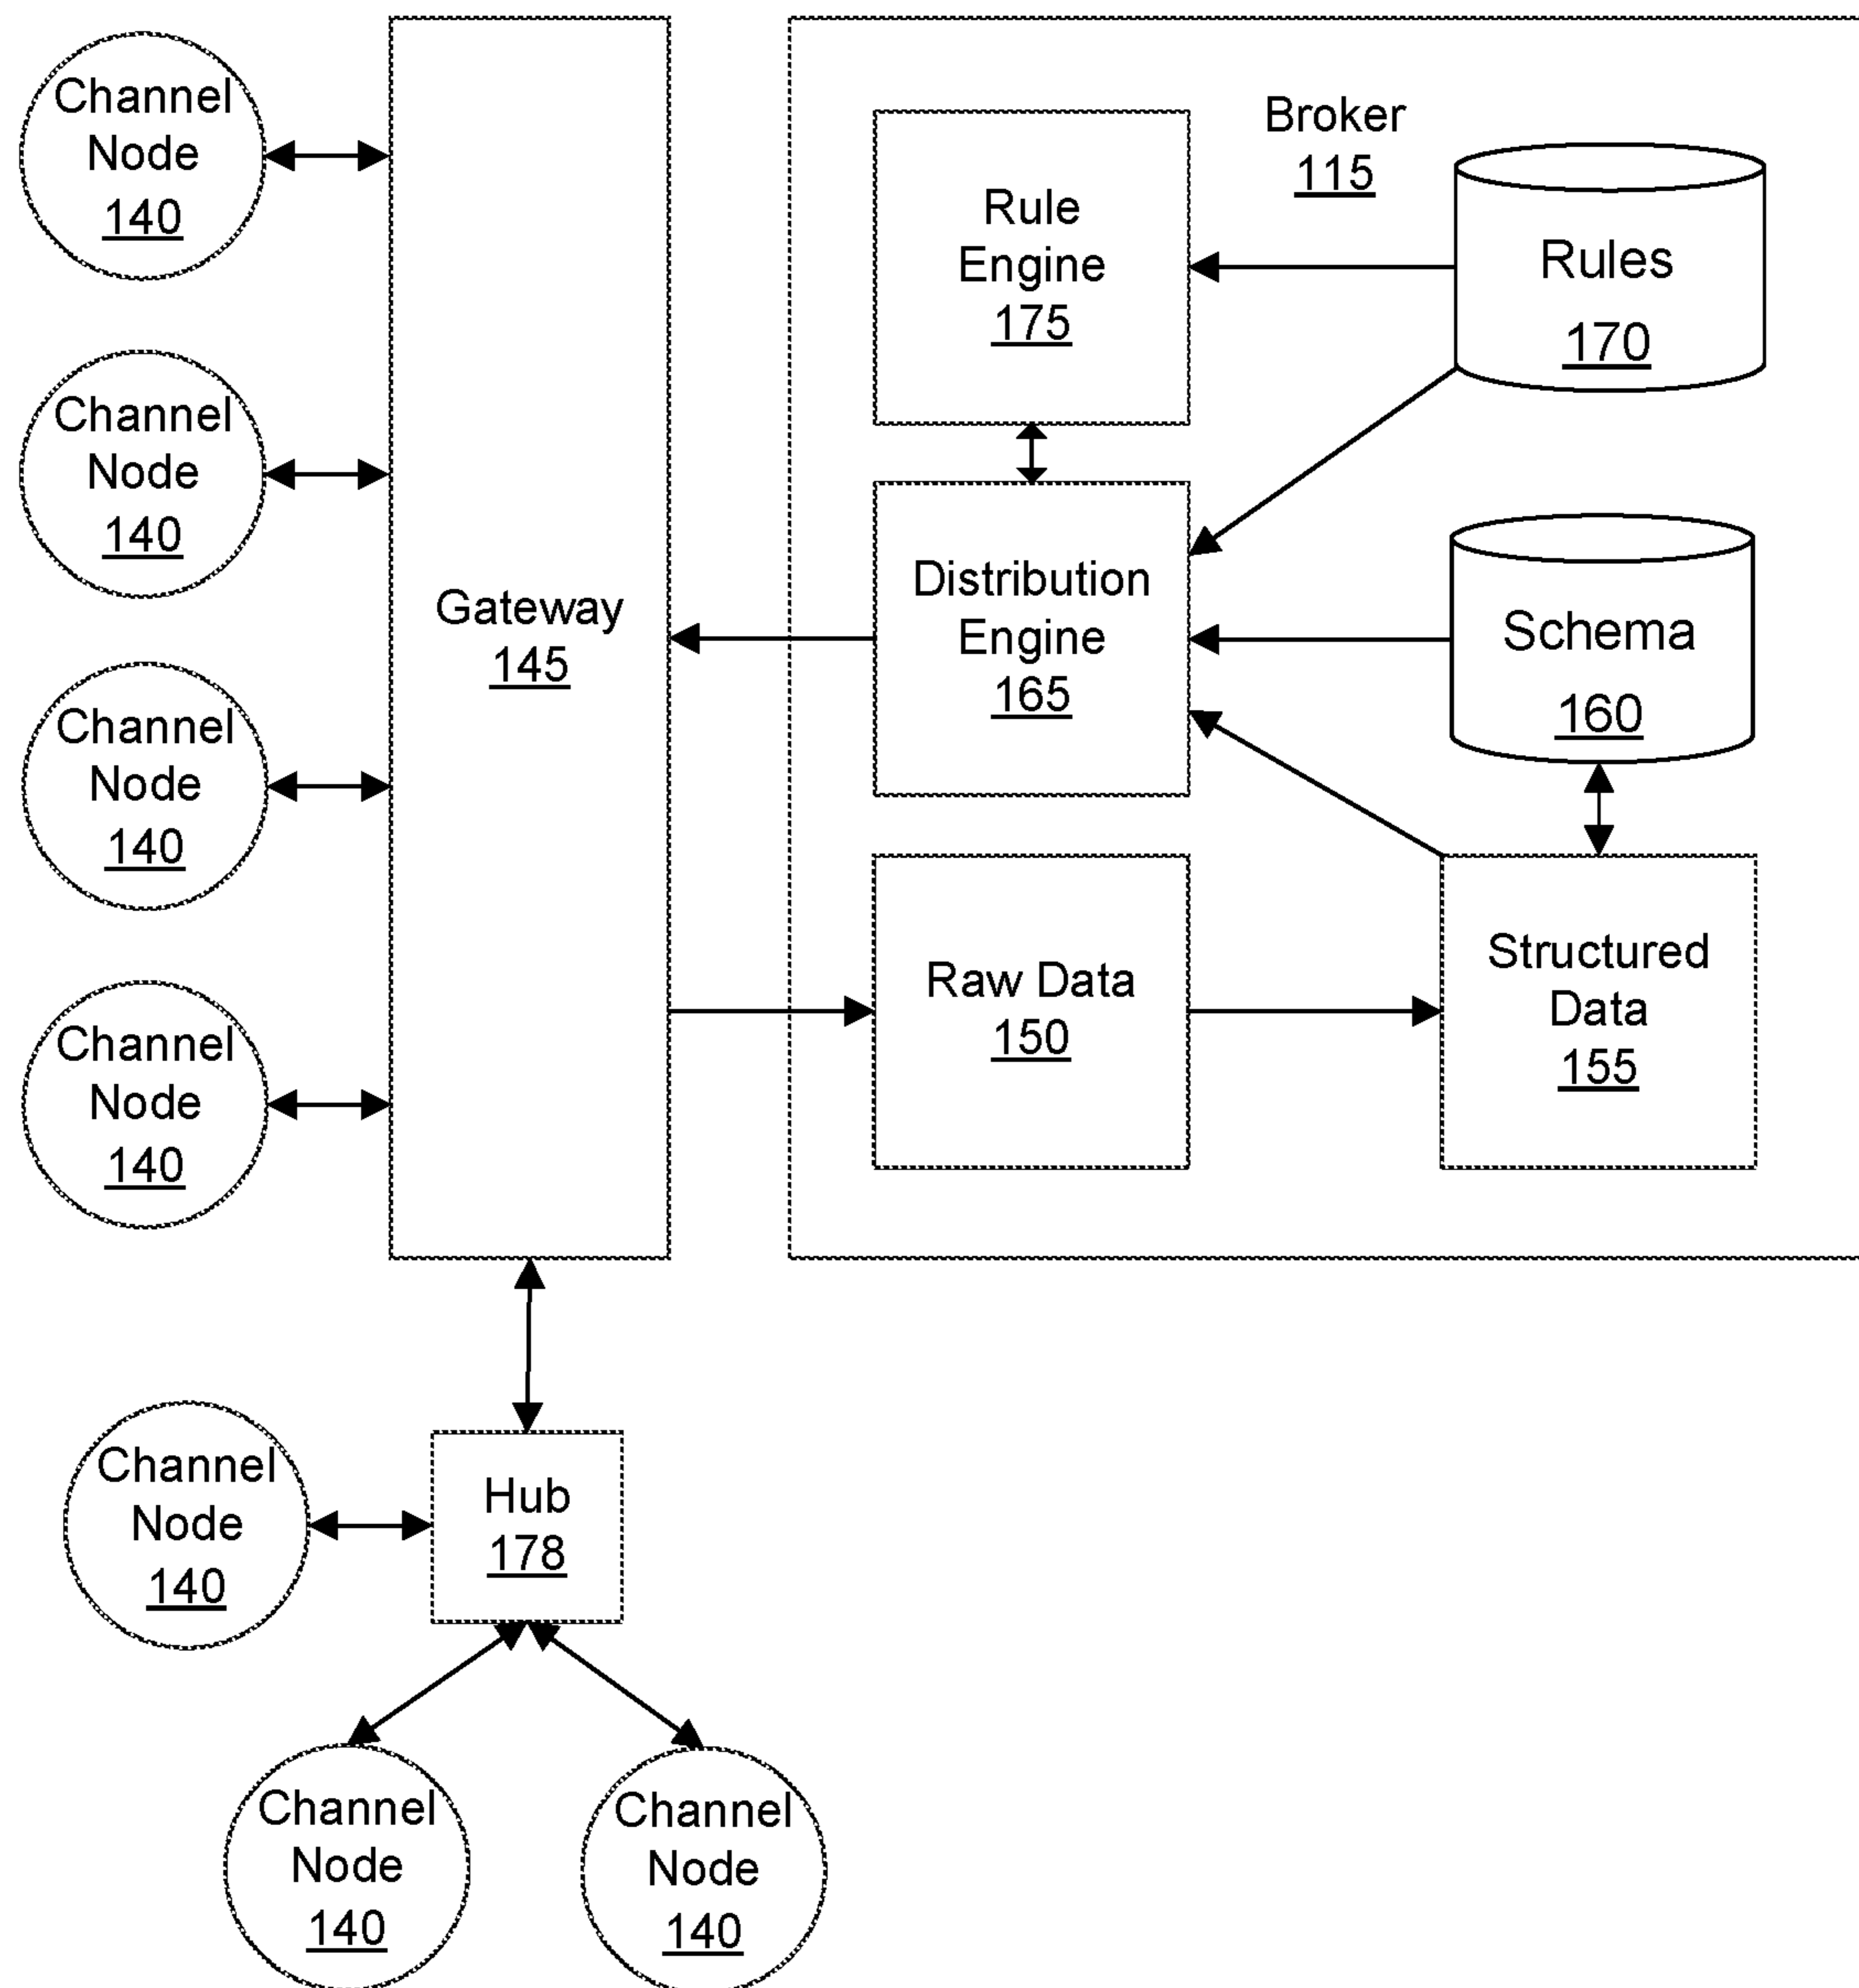 Channel
Node
140
Channel
Node
140
Channel
Node
140
Channel
Node
140
Gateway
145
Broker
115
Rule
Engine
175
Rules
170
Distribution
Engine
165
Schema
160
Raw Data
150
Structured
Data
155
Channel
Node
140
Hub
178
Channel
Node
140
Channel
Node
140